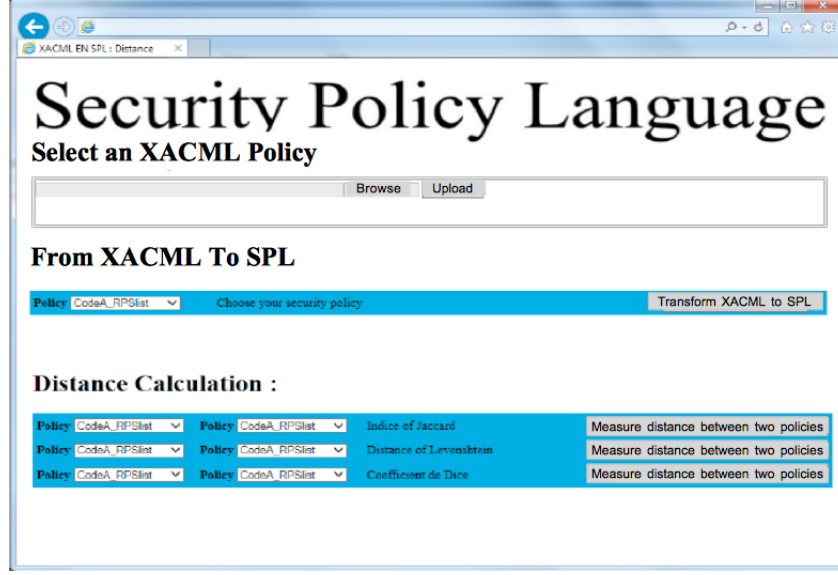 XACML EN SPL : Distance
Security Policy Language
Select an XACML Policy
Browse Upload
From XACML To SPL
Policy CodeA_RPSlist Choose your security policy Transform XACML to SPL
Distance Calculation :
Policy CodeA_RPSlist Policy CodeA_RPSlist Indice of Jaccard Measure distance between two policies
Policy CodeA_RPSlist Policy CodeA_RPSlist Distance of Levenshtein Measure distance between two policies
Policy CodeA_RPSlist Policy CodeA_RPSlist Coefficient de Dice Measure distance between two policies